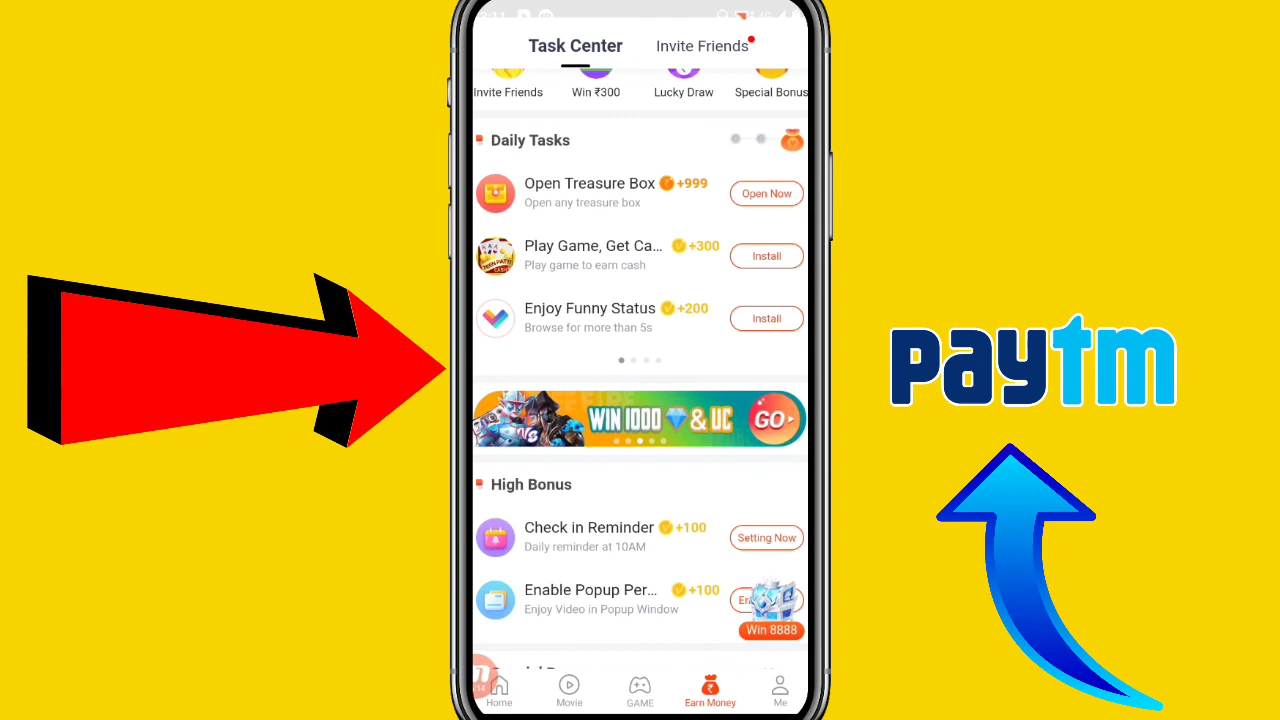 Task Center
Invite Friends
Invite Friends
Win ₹300
Lucky Draw
Special Bonus
Daily Tasks
Open Treasure Box +999
Open any treasure box
Open Now
Play Game, Get Ca... +300
Play game to earn cash
Install
TEEN PATTI
CASH
Enjoy Funny Status +200
Browse for more than 5s
Install
WIN 1000 & UC
GO
High Bonus
Check in Reminder +100
Daily reminder at 10AM
Setting Now
Enable Popup Per... +100
Enjoy Video in Popup Window
Win 8888
Home
Movie
GAME
Earn Money
Me
paytm